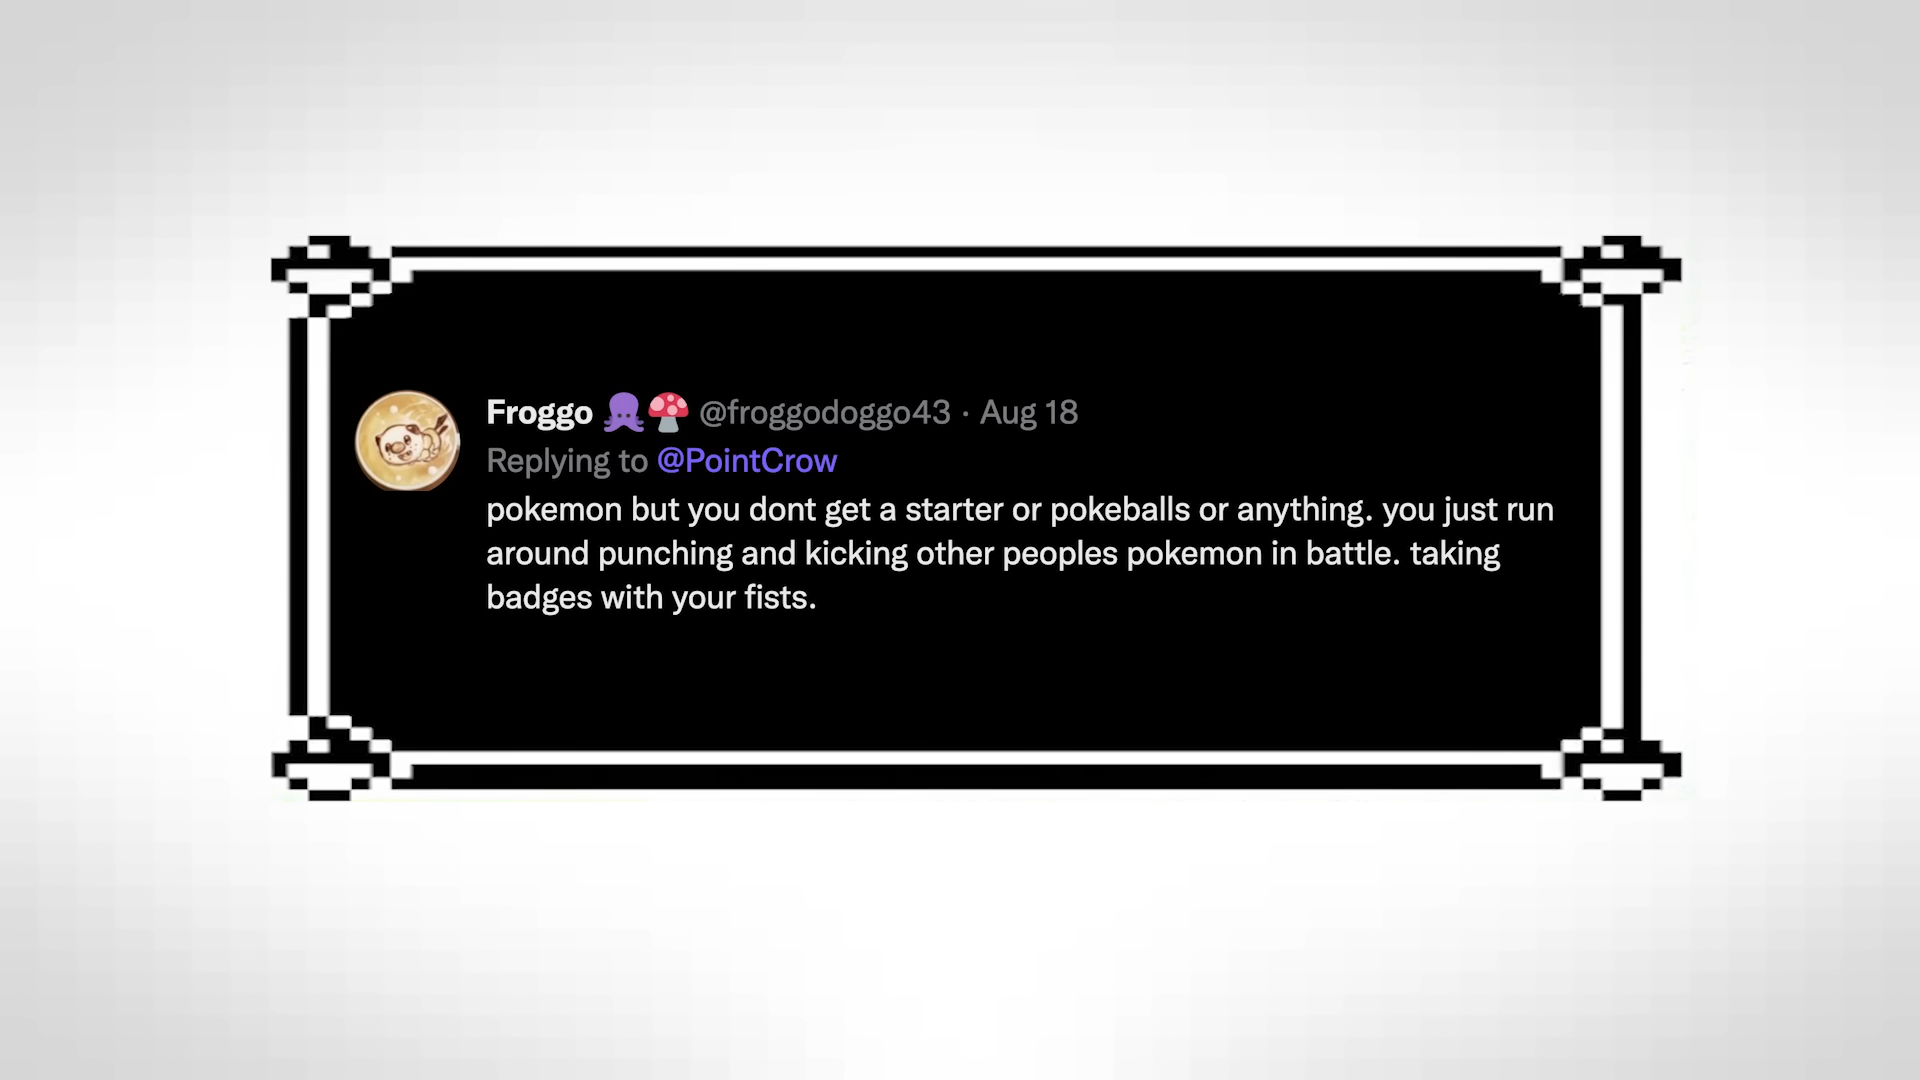 Froggo 🐙🍄 @froggodoggo43 · Aug 18
Replying to @PointCrow
pokemon but you dont get a starter or pokeballs or anything. you just run
around punching and kicking other peoples pokemon in battle. taking
badges with your fists.